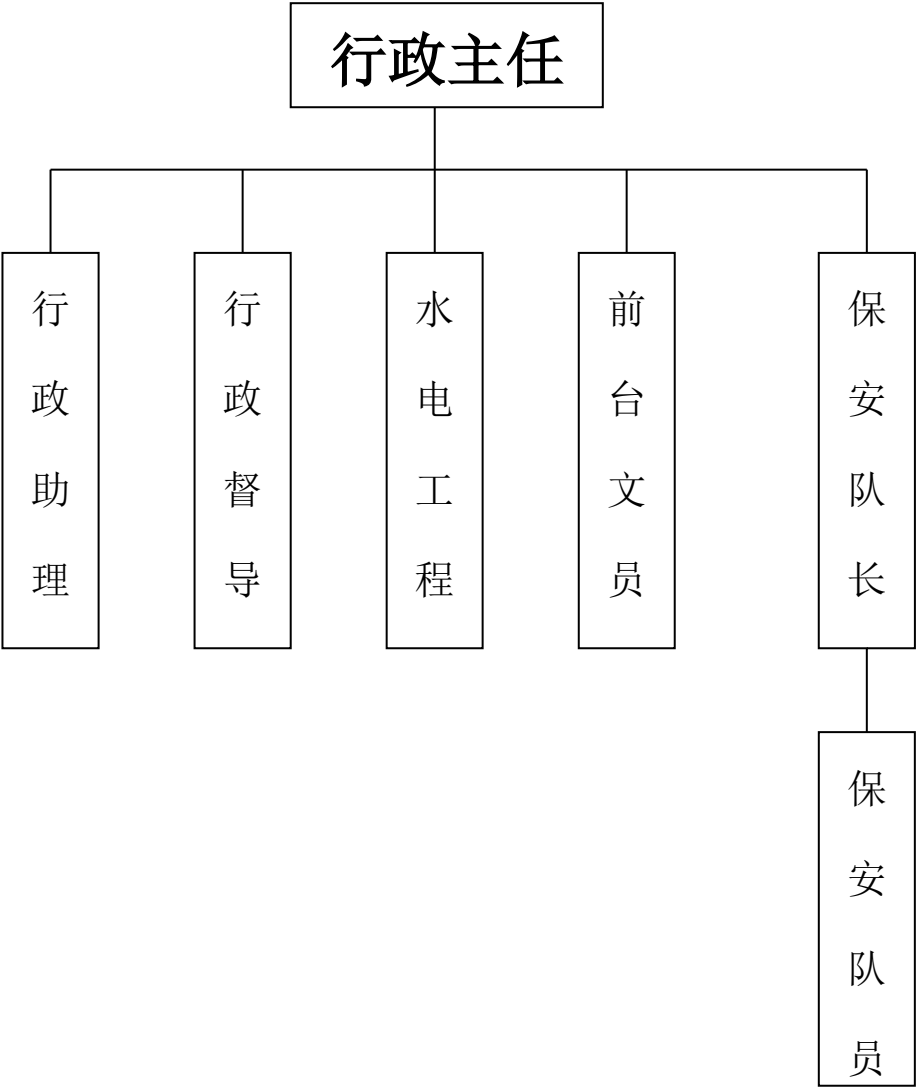 行政主任
行政助理
行政督导
水电工程
前台文员
保安队长
保安队员